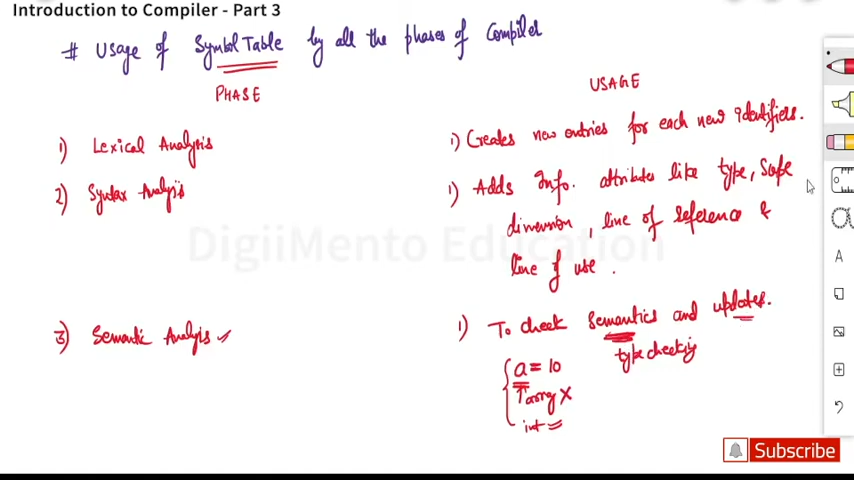 Introduction to Compiler - Part 3
# Usage of Symbol Table by all the phases of Compiler
PHASE
USAGE
1) Lexical Analysis
1) Creates new entries for each new identifiers.
2) Syntax Analysis
1) Adds Info. attributes like type, Scope
dimension, line of reference &
line of use.
DigiiMento Education
3) Semantic Analysis ✓
1) To check Semantics and updates.
type checking
a = 10
↑ array X
int
Subscribe